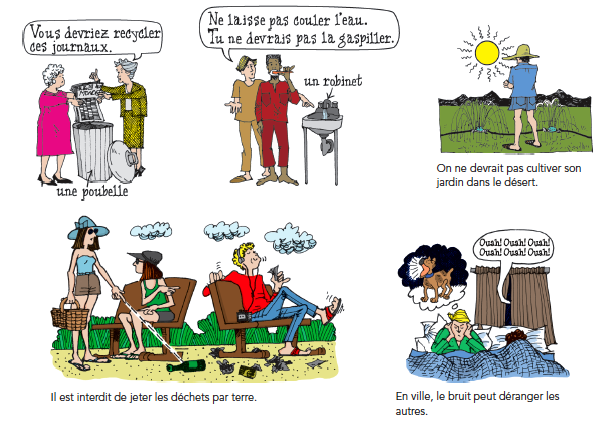 Vous devriez recycler
ces journaux.
une poubelle
Ne laisse pas couler l'eau.
Tu ne devrais pas la gaspiller.
un robinet
On ne devrait pas cultiver son
jardin dans le désert.
Il est interdit de jeter les déchets par terre.
Ouah! Ouah! Ouah!
Ouah! Ouah! Ouah!
En ville, le bruit peut déranger les
autres.